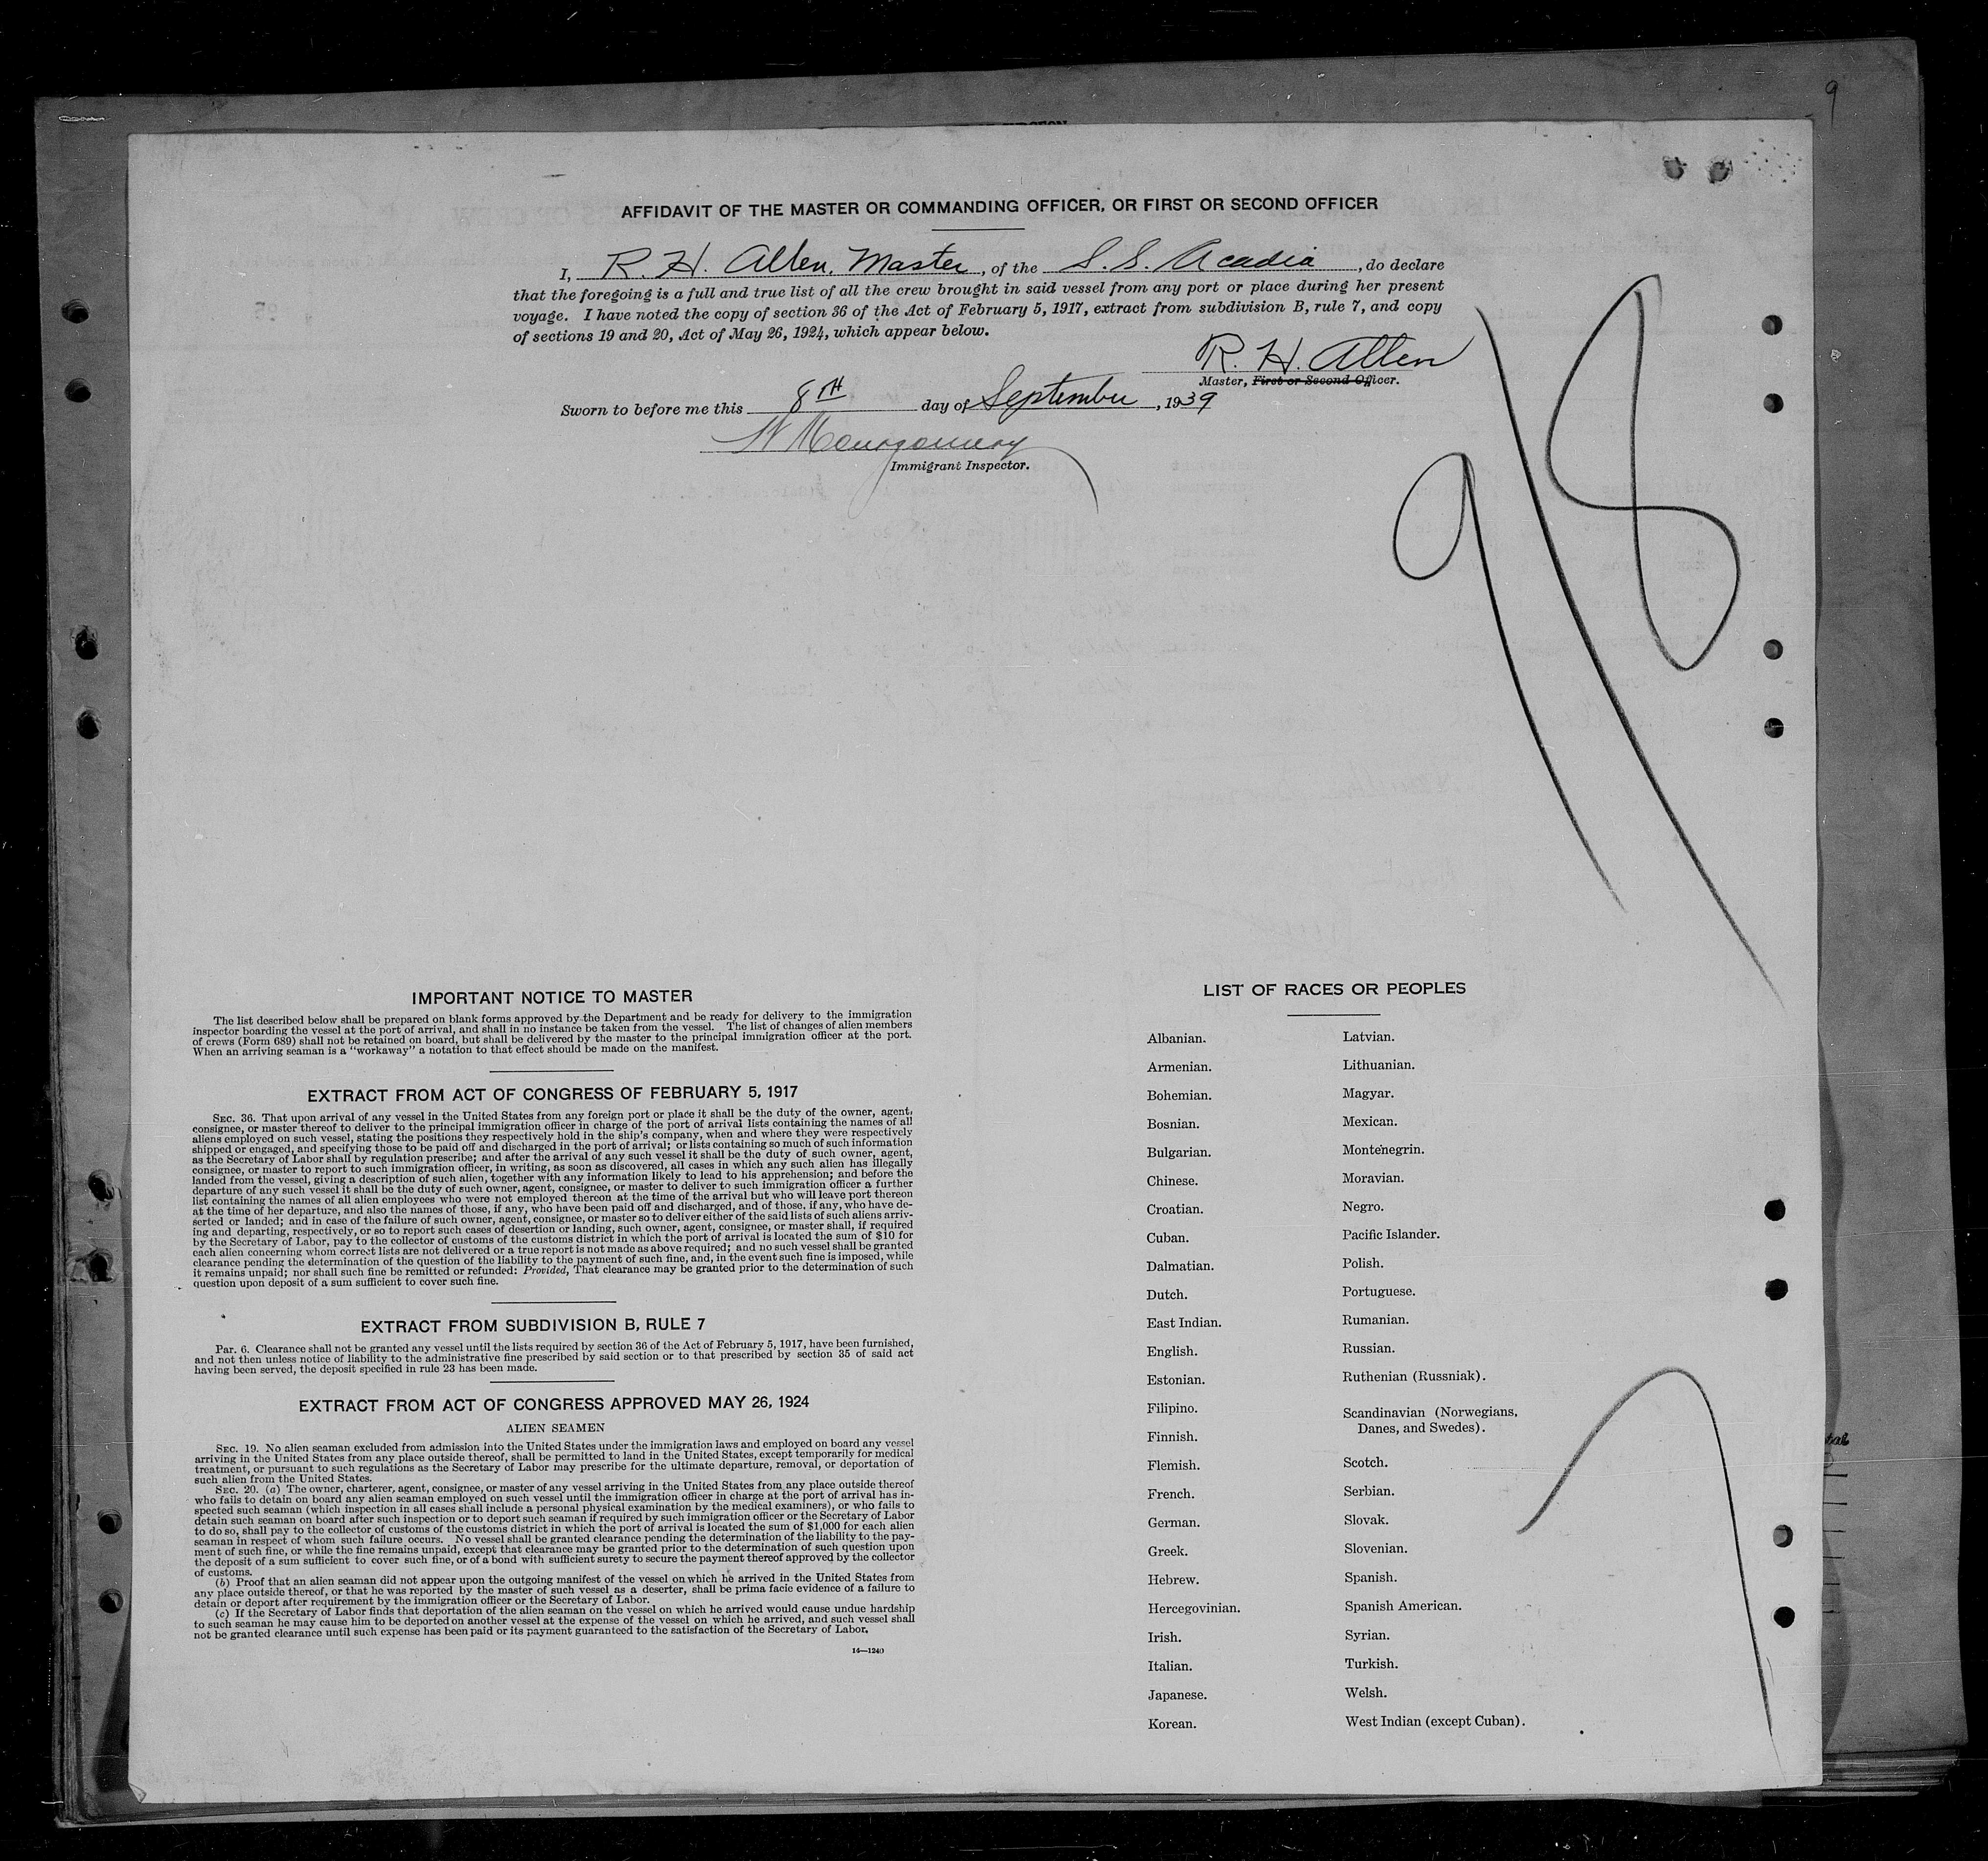 9
AFFIDAVIT OF THE MASTER OR COMMANDING OFFICER, OR FIRST OR SECOND OFFICER
I, R. H. Allen, Master, of the S.S. Acadia, do declare
that the foregoing is a full and true list of all the crew brought in said vessel from any port or place during her present
voyage. I have noted the copy of section 36 of the Act of February 5, 1917, extract from subdivision B, rule 7, and copy
of sections 19 and 20, Act of May 26, 1924, which appear below.
R. H. Allen
Master, First or Second Officer.
Sworn to before me this 8TH day of September, 1939
Montgomery
Immigrant Inspector.
9/8
IMPORTANT NOTICE TO MASTER
The list described below shall be prepared on blank forms approved by the Department and be ready for delivery to the immigration
inspector boarding the vessel at the port of arrival, and shall in no instance be taken from the vessel. The list of changes of alien members
of crews (Form 689) shall not be retained on board, but shall be delivered by the master to the principal immigration officer at the port.
When an arriving seaman is a "workaway" a notation to that effect should be made on the manifest.
EXTRACT FROM ACT OF CONGRESS OF FEBRUARY 5, 1917
SEC. 36. That upon arrival of any vessel in the United States from any foreign port or place it shall be the duty of the owner, agent,
consignee, or master thereof to deliver to the principal immigration officer in charge of the port of arrival lists containing the names of all
aliens employed on such vessel, stating the positions they respectively hold in the ship's company, when and where they were respectively
shipped or engaged, and specifying those to be paid off and discharged in the port of arrival; or lists containing so much of such information
as the Secretary of Labor shall by regulation prescribe; and after the arrival of any such vessel it shall be the duty of such owner, agent,
consignee, or master to report to such immigration officer, in writing, as soon as discovered, all cases in which any such alien has illegally
landed from the vessel, giving a description of such alien, together with any information likely to lead to his apprehension; and before the
departure of any such vessel it shall be the duty of such owner, agent, consignee, or master to deliver to such immigration officer a further
list containing the names of all alien employees who were not employed thereon at the time of the arrival but who will leave port thereon
at the time of her departure, and also the names of those, if any, who have been paid off and discharged, and of those, if any, who have de-
serted or landed; and in case of the failure of such owner, agent, consignee, or master so to deliver either of the said lists of such aliens arriv-
ing and departing, respectively, or so to report such cases of desertion or landing, such owner, agent, consignee, or master shall, if required
by the Secretary of Labor, pay to the collector of customs of the customs district in which the port of arrival is located the sum of $10 for
each alien concerning whom correct lists are not delivered or a true report is not made as above required; and no such vessel shall be granted
clearance pending the determination of the question of the liability to the payment of such fine, and, in the event such fine is imposed, while
it remains unpaid; nor shall such fine be remitted or refunded: Provided, That clearance may be granted prior to the determination of such
question upon deposit of a sum sufficient to cover such fine.
EXTRACT FROM SUBDIVISION B, RULE 7
Par. 6. Clearance shall not be granted any vessel until the lists required by section 36 of the Act of February 5, 1917, have been furnished,
and not then unless notice of liability to the administrative fine prescribed by said section or to that prescribed by section 35 of said act
having been served, the deposit specified in rule 23 has been made.
EXTRACT FROM ACT OF CONGRESS APPROVED MAY 26, 1924
ALIEN SEAMEN
SEC. 19. No alien seaman excluded from admission into the United States under the immigration laws and employed on board any vessel
arriving in the United States from any place outside thereof, shall be permitted to land in the United States, except temporarily for medical
treatment, or pursuant to such regulations as the Secretary of Labor may prescribe for the ultimate departure, removal, or deportation of
such alien from the United States.
SEC. 20. (a) The owner, charterer, agent, consignee, or master of any vessel arriving in the United States from any place outside thereof
who fails to detain on board any alien seaman employed on such vessel until the immigration officer in charge at the port of arrival has in-
spected such seaman (which inspection in all cases shall include a personal physical examination by the medical examiners), or who fails to
detain such seaman on board after such inspection or to deport such seaman if required by such immigration officer or the Secretary of Labor
to do so, shall pay to the collector of customs of the customs district in which the port of arrival is located the sum of $1,000 for each alien
seaman in respect of whom such failure occurs. No vessel shall be granted clearance pending the determination of the liability to the pay-
ment of such fine, or while the fine remains unpaid, except that clearance may be granted prior to the determination of such question upon
the deposit of a sum sufficient to cover such fine, or of a bond with sufficient surety to secure the payment thereof approved by the collector
of customs.
(b) Proof that an alien seaman did not appear upon the outgoing manifest of the vessel on which he arrived in the United States from
any place outside thereof, or that he was reported by the master of such vessel as a deserter, shall be prima facie evidence of a failure to
detain or deport after requirement by the immigration officer or the Secretary of Labor.
(c) If the Secretary of Labor finds that deportation of the alien seaman on the vessel on which he arrived would cause undue hardship
to such seaman he may cause him to be deported on another vessel at the expense of the vessel on which he arrived, and such vessel shall
not be granted clearance until such expense has been paid or its payment guaranteed to the satisfaction of the Secretary of Labor.
14—1240
LIST OF RACES OR PEOPLES
Albanian.
Armenian.
Bohemian.
Bosnian.
Bulgarian.
Chinese.
Croatian.
Cuban.
Dalmatian.
Dutch.
East Indian.
English.
Estonian.
Filipino.
Finnish.
Flemish.
French.
German.
Greek.
Hebrew.
Hercegovinian.
Irish.
Italian.
Japanese.
Korean.
Latvian.
Lithuanian.
Magyar.
Mexican.
Montenegrin.
Moravian.
Negro.
Pacific Islander.
Polish.
Portuguese.
Rumanian.
Russian.
Ruthenian (Russniak).
Scandinavian (Norwegians,
Danes, and Swedes).
Scotch.
Serbian.
Slovak.
Slovenian.
Spanish.
Spanish American.
Syrian.
Turkish.
Welsh.
West Indian (except Cuban).